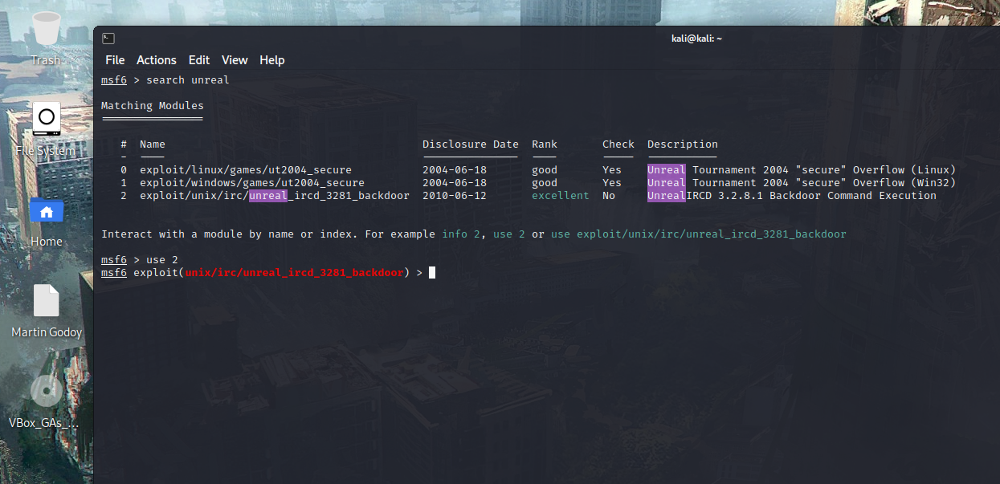 Trash
File System
Home
Martin Godoy
VBox_GAs_...
kali@kali: ~
File Actions Edit View Help
msf6 > search unreal
Matching Modules
# Name Disclosure Date Rank Check Description
- ---- --------------- ---- ----- -----------
0 exploit/linux/games/ut2004_secure 2004-06-18 good Yes Unreal Tournament 2004 "secure" Overflow (Linux)
1 exploit/windows/games/ut2004_secure 2004-06-18 good Yes Unreal Tournament 2004 "secure" Overflow (Win32)
2 exploit/unix/irc/unreal_ircd_3281_backdoor 2010-06-12 excellent No UnrealIRCD 3.2.8.1 Backdoor Command Execution
Interact with a module by name or index. For example info 2, use 2 or use exploit/unix/irc/unreal_ircd_3281_backdoor
msf6 > use 2
msf6 exploit(unix/irc/unreal_ircd_3281_backdoor) >